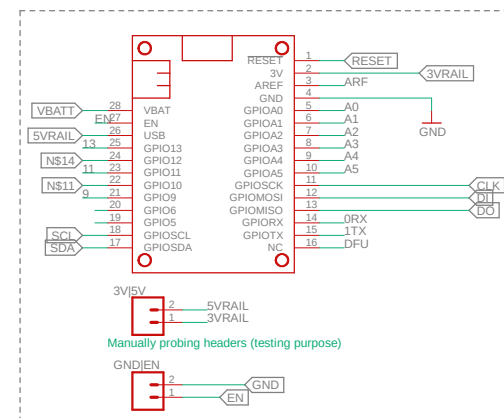 RESET 1 RESET
3V 2 3VRAIL
AREF 3 ARF
GND 4
GND
VBATT 28 VBAT GPIOA0 5 A0
EN 27 EN GPIOA1 6 A1
5VRAIL 26 USB GPIOA2 7 A2
13 25 GPIO13 GPIOA3 8 A3
N$14 24 GPIO12 GPIOA4 9 A4
11 23 GPIO11 GPIOA5 10 A5
N$11 22 GPIO10 GPIOSCK 11 CLK
9 21 GPIO9 GPIOMOSI 12 DI
20 GPIO6 GPIOMISO 13 DO
19 GPIO5 GPIORX 14 0RX
SCL 18 GPIOSCL GPIOTX 15 1TX
SDA 17 GPIOSDA NC 16 DFU
3V|5V
2 5VRAIL
1 3VRAIL
Manually probing headers (testing purpose)
GND|EN
2 GND
1 EN